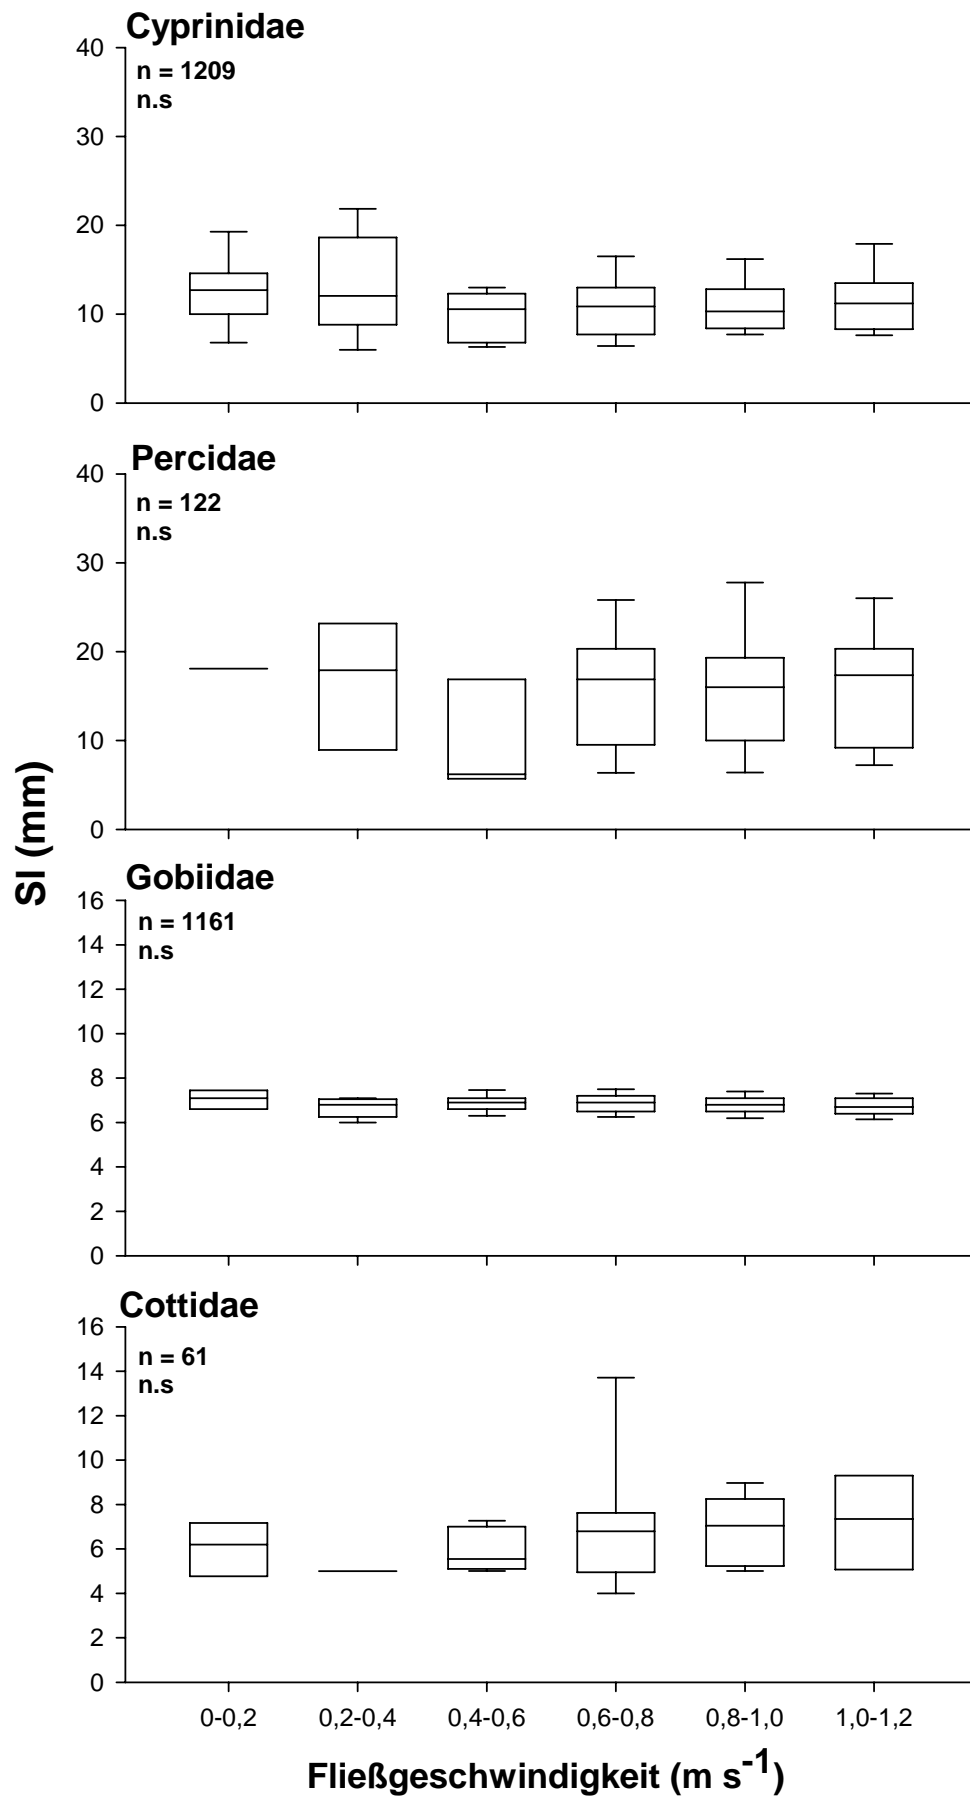 Cyprinidae
40
n = 1209
n.s
30
20
10
0
Percidae
40
n = 122
n.s
30
20
10
0
Sl (mm)
Gobiidae
16
n = 1161
n.s
14
12
10
8
6
4
2
0
Cottidae
16
n = 61
n.s
14
12
10
8
6
4
2
0
0-0,2 0,2-0,4 0,4-0,6 0,6-0,8 0,8-1,0 1,0-1,2
Fließgeschwindigkeit (m s⁻¹)